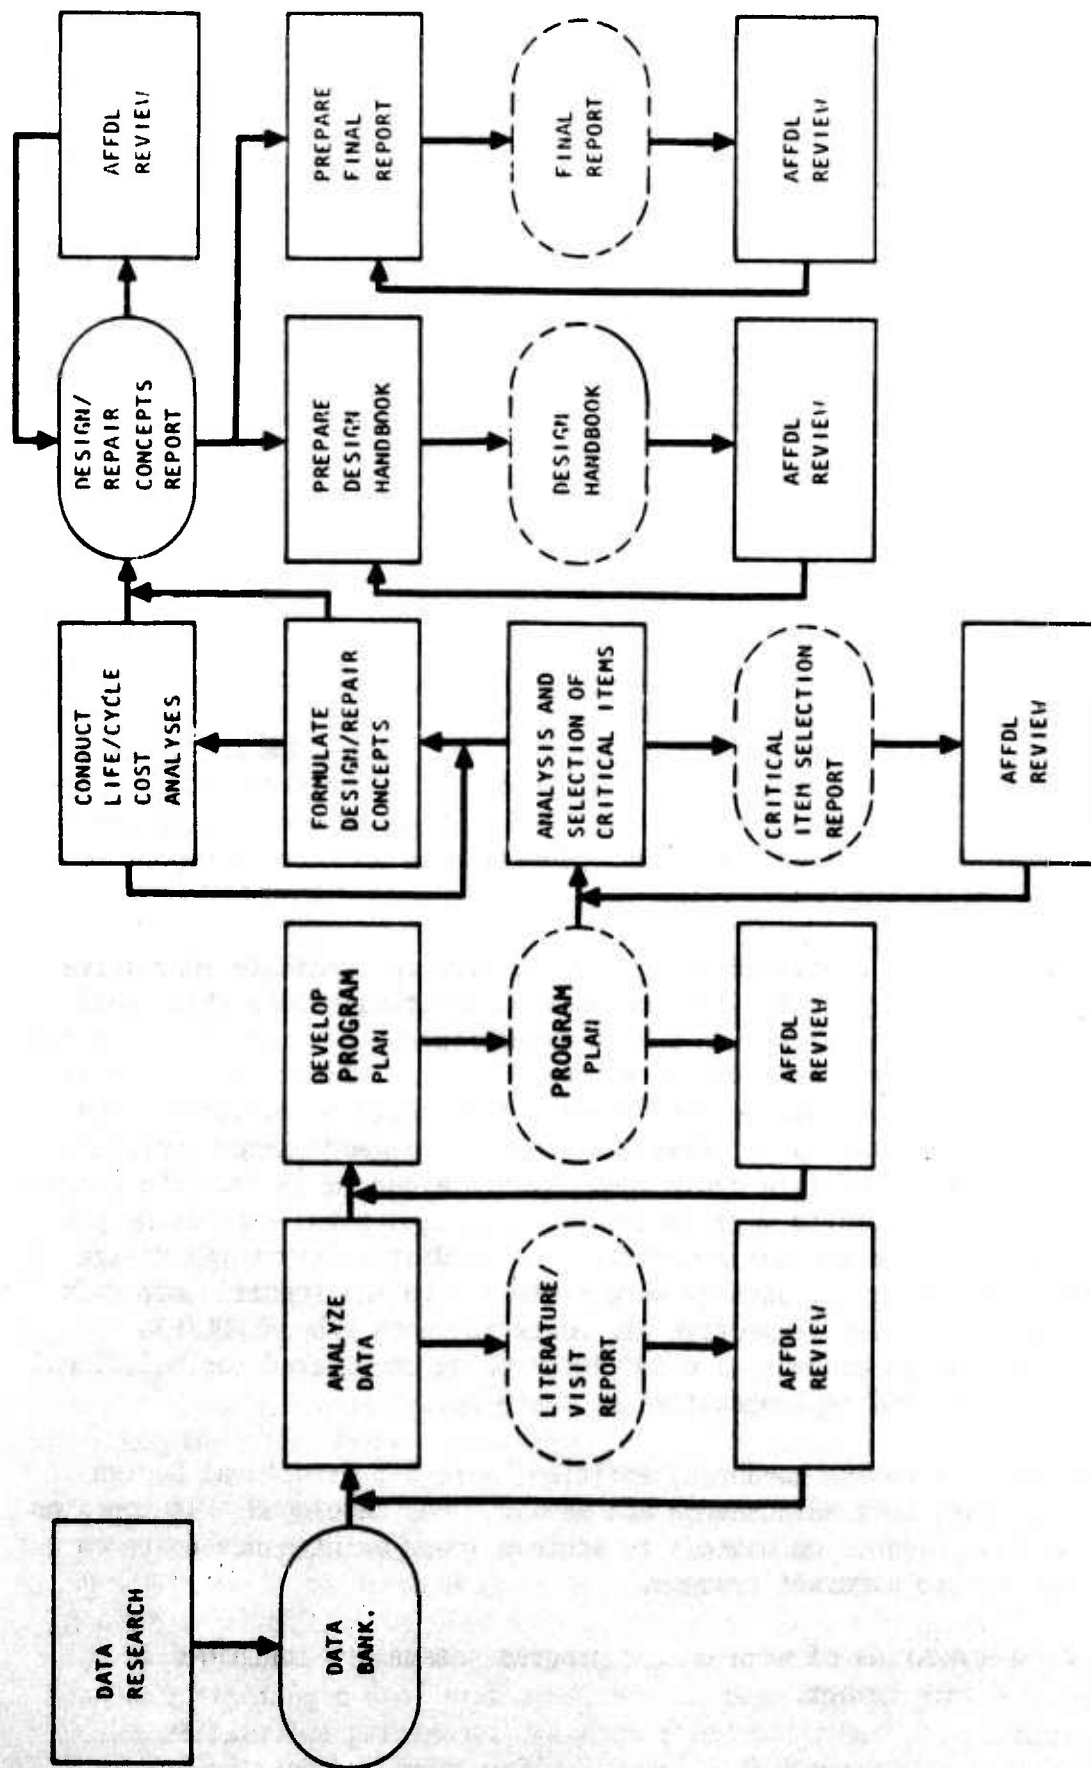 DATA
RESEARCH
DATA
BANK.
ANALYZE
DATA
LITERATURE/
VISIT
REPORT
AFFDL
REVIEW
DEVELOP
PROGRAM
PLAN
PROGRAM
PLAN
AFFDL
REVIEW
CONDUCT
LIFE/CYCLE
COST
ANALYSES
FORMULATE
DESIGN/REPAIR
CONCEPTS
ANALYSIS AND
SELECTION OF
CRITICAL ITEMS
CRITICAL
ITEM SELECTION
REPORT
AFFDL
REVIEW
DESIGN/
REPAIR
CONCEPTS
REPORT
PREPARE
DESIGN
HANDBOOK
DESIGN
HANDBOOK
AFFDL
REVIEW
AFFDL
REVIEW
PREPARE
FINAL
REPORT
FINAL
REPORT
AFFDL
REVIEW